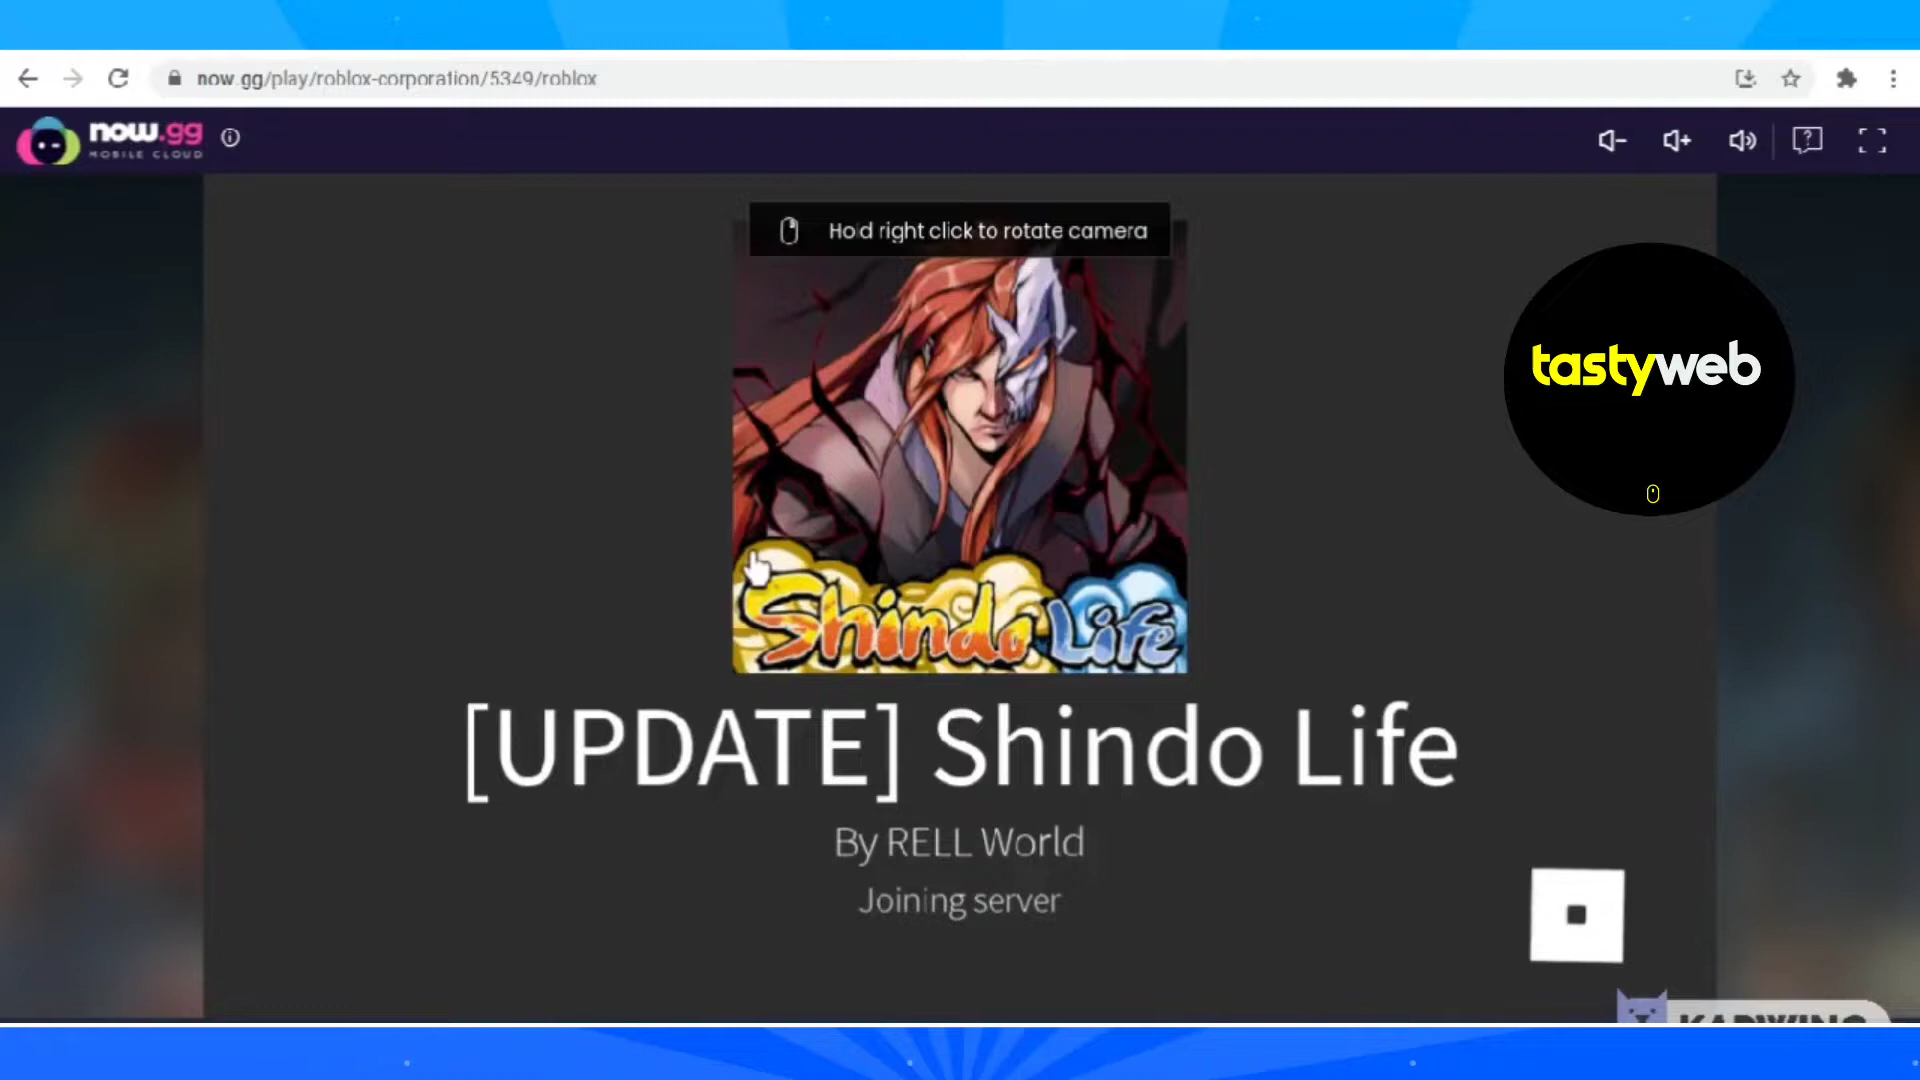 now.gg/play/roblox-corporation/5349/roblox
now.gg
MOBILE CLOUD
Hold right click to rotate camera
tastyweb
Shindo Life
[UPDATE] Shindo Life
By RELL World
Joining server
KAPWING